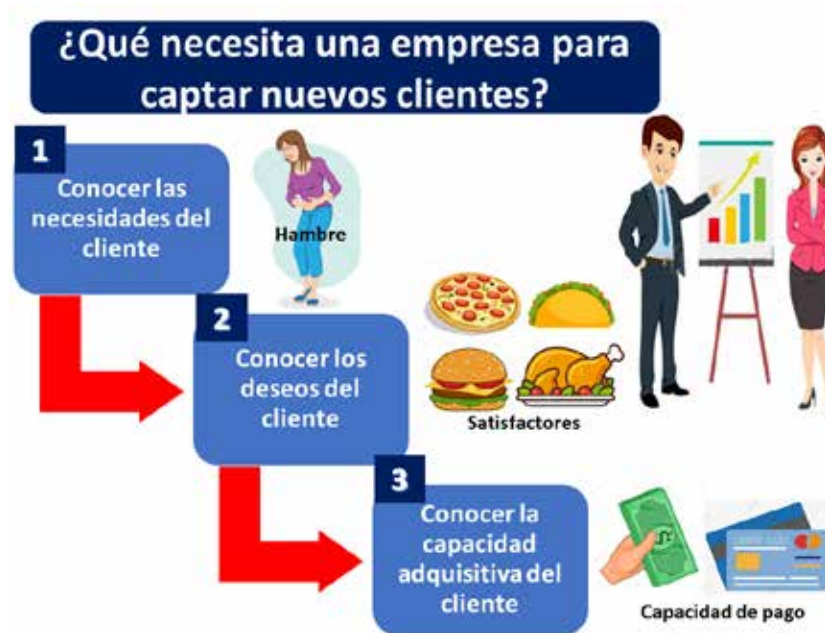 ¿Qué necesita una empresa para
captar nuevos clientes?
1
Conocer las
necesidades del
cliente
Hambre
2
Conocer los
deseos del
cliente
Satisfactores
3
Conocer la
capacidad
adquisitiva del
cliente
Capacidad de pago